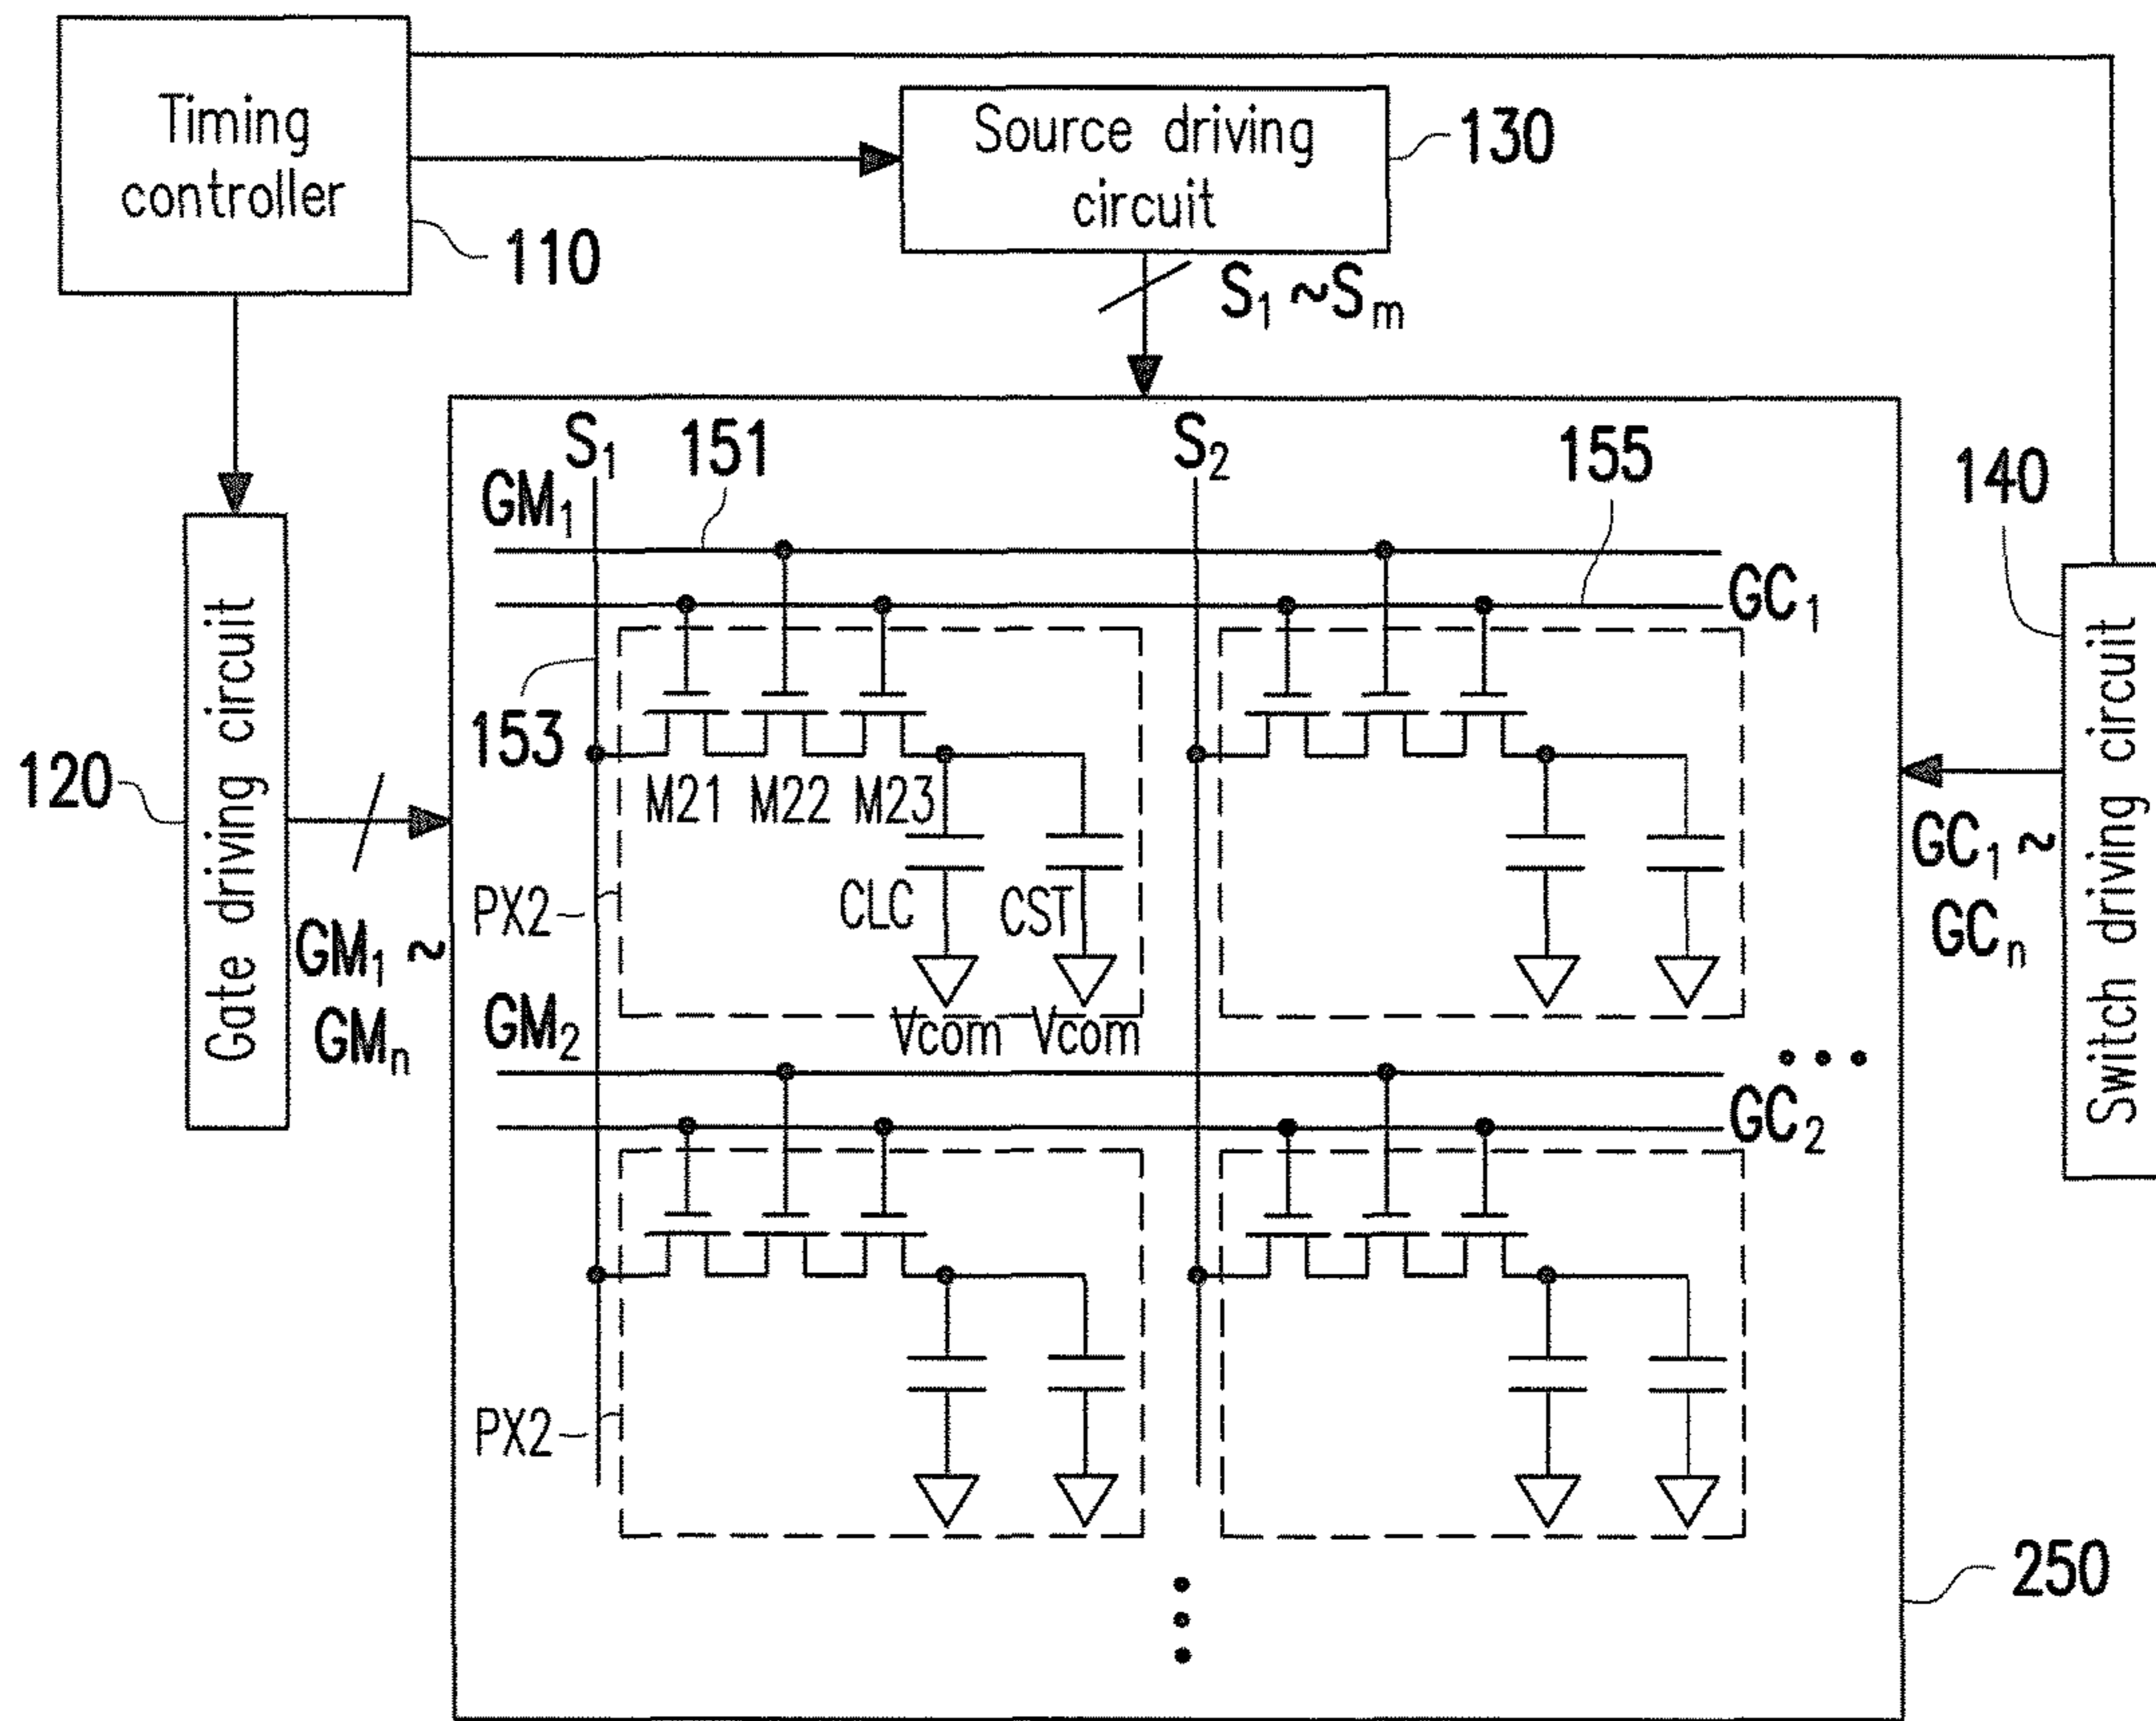 Timing
controller
110
Source driving
circuit
130
S1 ~Sm
S1
151
S2
155
140
GM1
GC1
153
120
Gate driving circuit
M21 M22 M23
Switch driving circuit
GC1 ~
GCn
PX2
CLC
CST
GM1 ~
GMn
GM2
Vcom Vcom
GC2
PX2
250